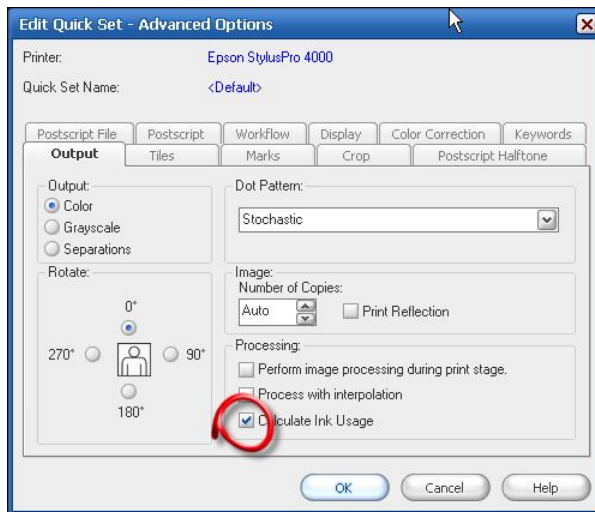 Edit Quick Set - Advanced Options
Printer: Epson StylusPro 4000
Quick Set Name: <Default>
Postscript File Postscript Workflow Display Color Correction Keywords
Output Tiles Marks Crop Postscript Halftone
Output:
Color
Grayscale
Separations
Dot Pattern:
Stochastic
Rotate:
0°
270° 90°
180°
Image:
Number of Copies:
Auto Print Reflection
Processing:
Perform image processing during print stage.
Process with interpolation
Calculate Ink Usage
OK Cancel Help